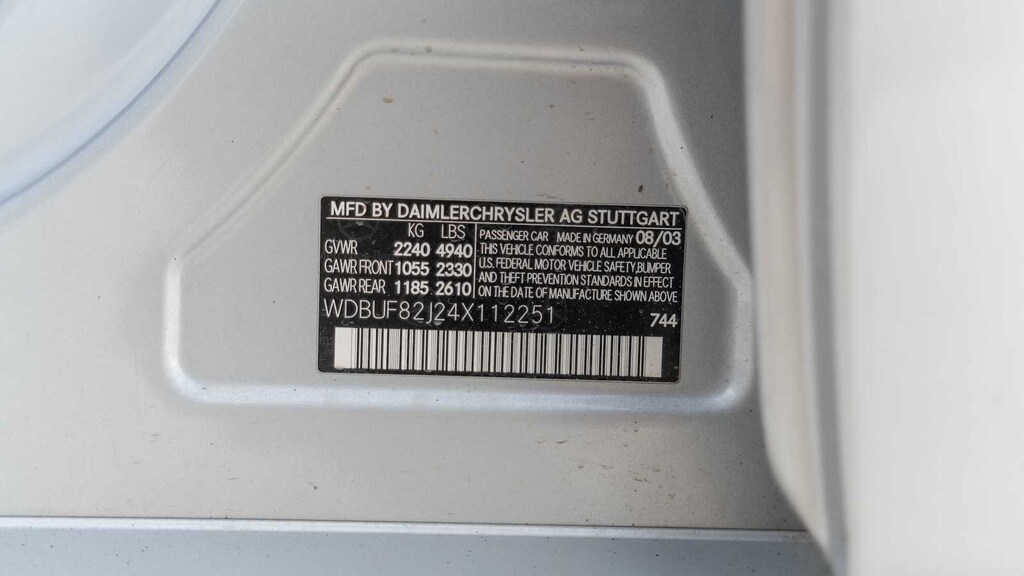 MFD BY DAIMLERCHRYSLER AG STUTTGART
KG LBS
GVWR 2240 4940
GAWR FRONT 1055 2330
GAWR REAR 1185 2610
PASSENGER CAR MADE IN GERMANY 08/03
THIS VEHICLE CONFORMS TO ALL APPLICABLE
U.S. FEDERAL MOTOR VEHICLE SAFETY, BUMPER
AND THEFT PREVENTION STANDARDS IN EFFECT
ON THE DATE OF MANUFACTURE SHOWN ABOVE
WDBUF82J24X112251
744